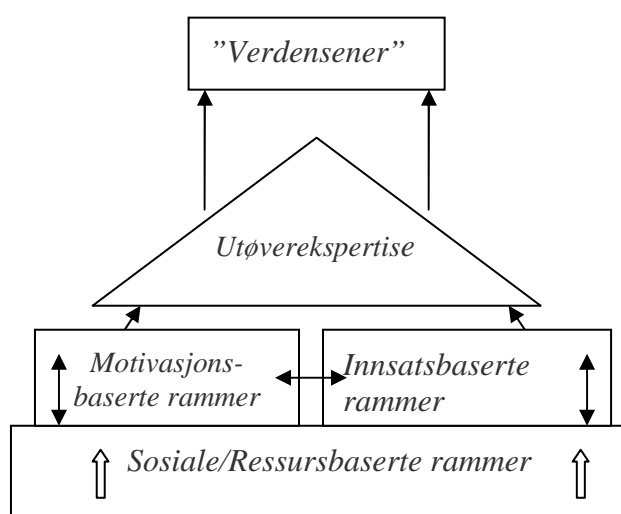 ”Verdensener”
Utøverekspertise
Motivasjons-
baserte rammer
Innsatsbaserte
rammer
Sosiale/Ressursbaserte rammer